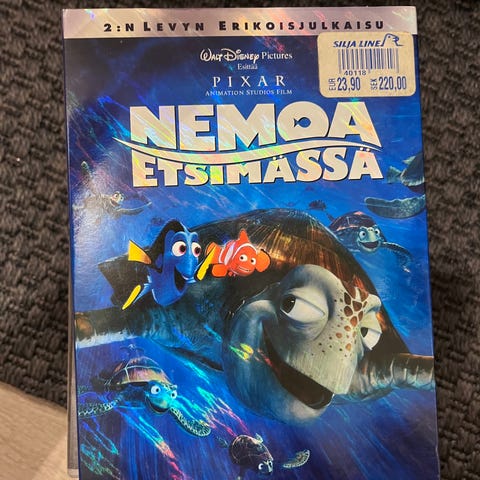 2:N LEVYN ERIKOISJULKAISU
WALT DISNEY Pictures
Esittää
PIXAR
ANIMATION STUDIOS FILM
NEMOA
ETSIMÄSSÄ
SILJA LINE
40118
EUR 23,90 SEK 220,00